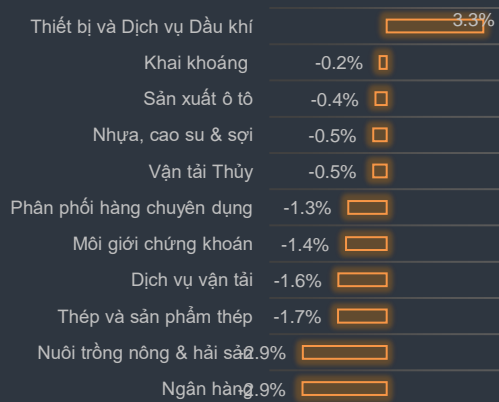 Thiết bị và Dịch vụ Dầu khí 3.3%
Khai khoáng -0.2%
Sản xuất ô tô -0.4%
Nhựa, cao su & sợi -0.5%
Vận tải Thủy -0.5%
Phân phối hàng chuyên dụng -1.3%
Môi giới chứng khoán -1.4%
Dịch vụ vận tải -1.6%
Thép và sản phẩm thép -1.7%
Nuôi trồng nông & hải sản -2.9%
Ngân hàng -2.9%